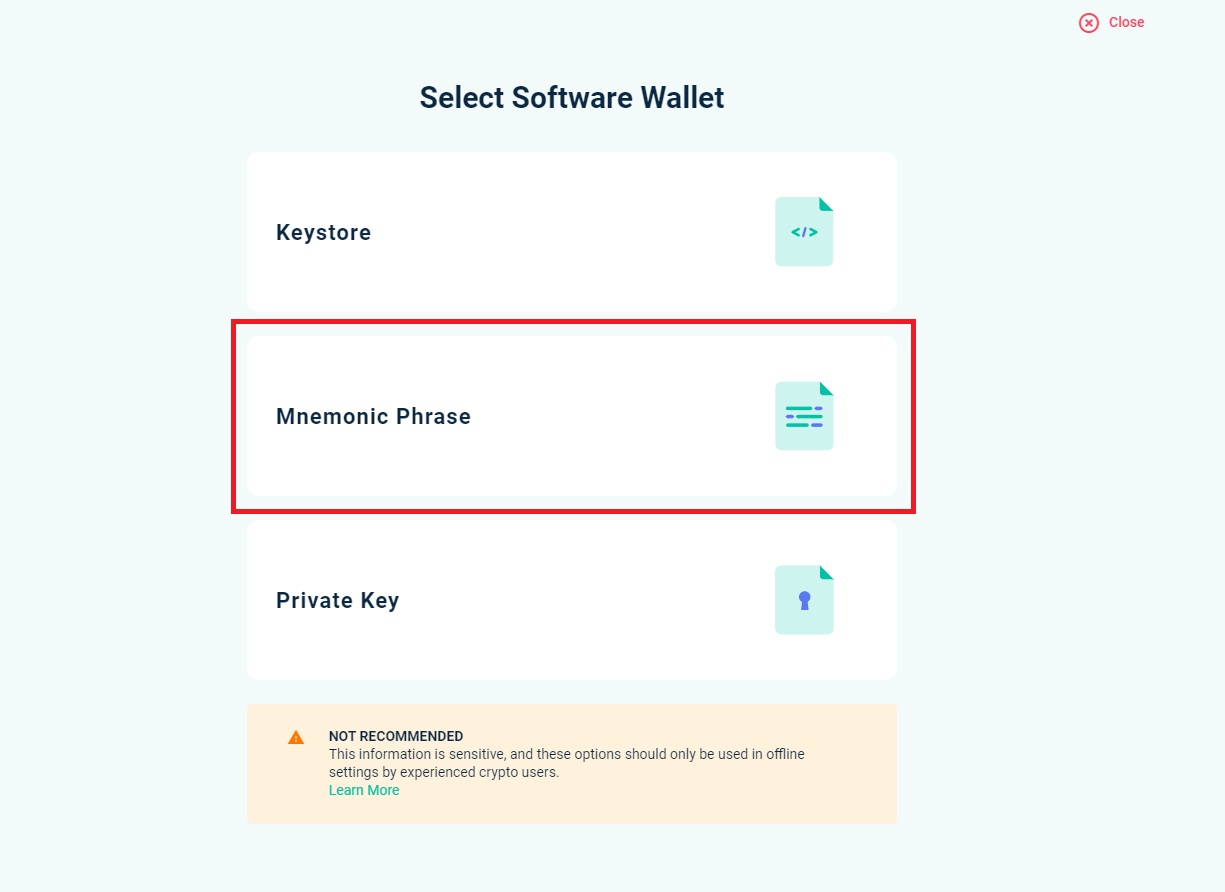 Close
Select Software Wallet
Keystore
</>
Mnemonic Phrase
Private Key
NOT RECOMMENDED
This information is sensitive, and these options should only be used in offline
settings by experienced crypto users.
Learn More